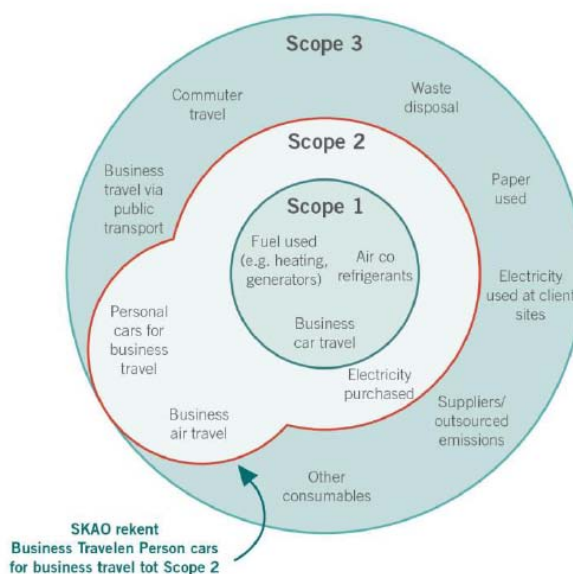 Scope 3
Commuter
travel
Waste
disposal
Scope 2
Business
travel via
public
transport
Paper
used
Scope 1
Fuel used
(e.g. heating,
generators)
Air co
refrigerants
Electricity
used at client
sites
Personal
cars for
business
travel
Business
car travel
Electricity
purchased
Business
air travel
Suppliers/
outsourced
emissions
Other
consumables
SKAO rekent
Business Travelen Person cars
for business travel tot Scope 2